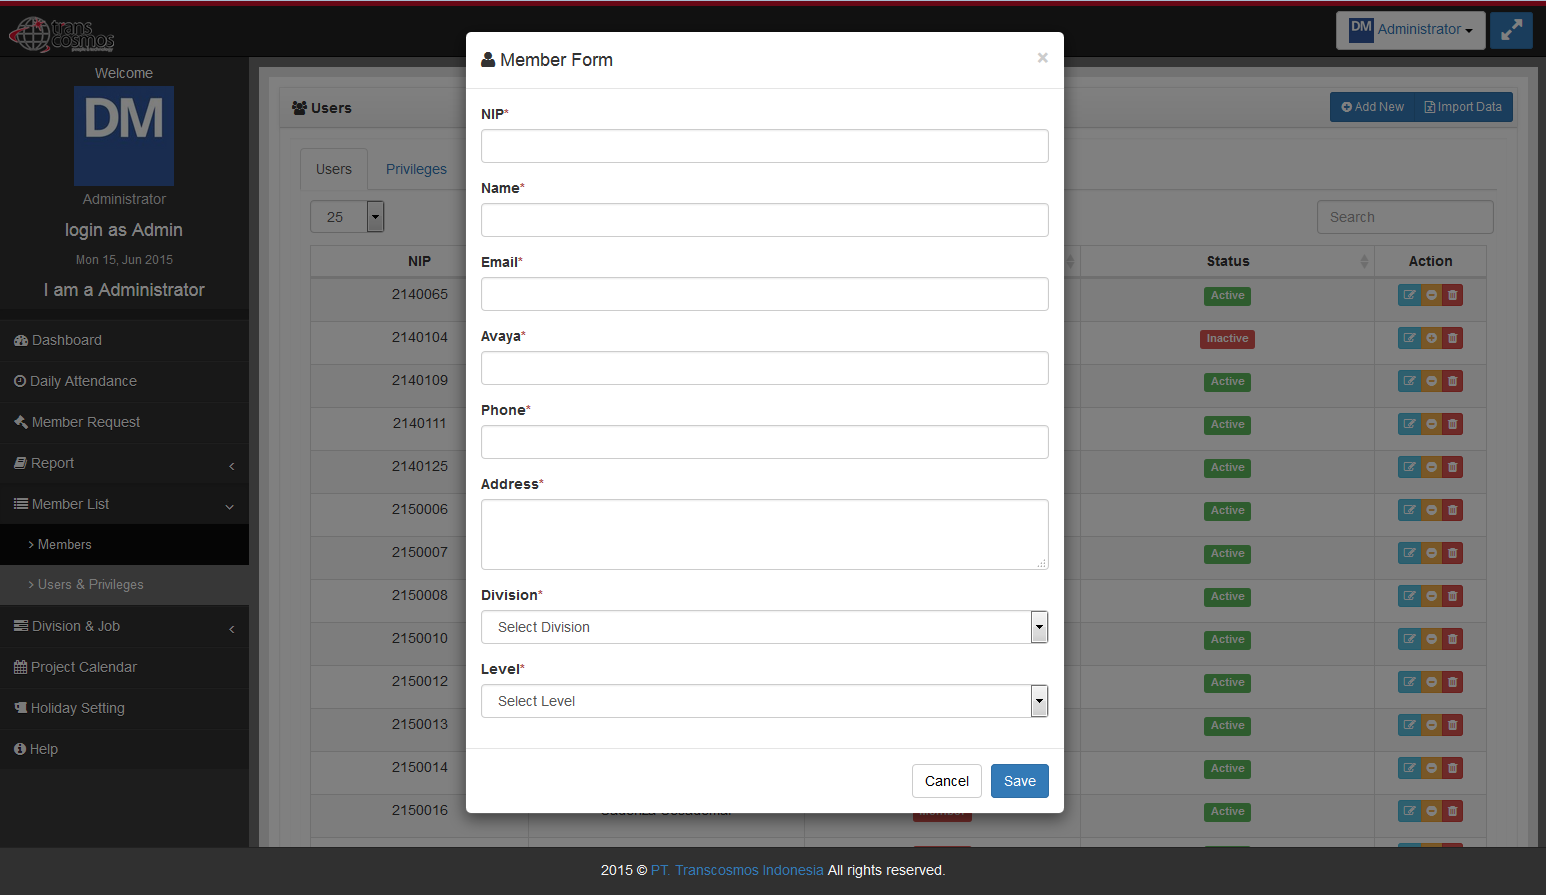 trans
cosmos
people & technology
DM Administrator
Welcome
DM
Administrator
login as Admin
Mon 15, Jun 2015
I am a Administrator
Dashboard
Daily Attendance
Member Request
Report
Member List
> Members
> Users & Privileges
Division & Job
Project Calendar
Holiday Setting
Help
Users
Add New Import Data
Users Privileges
25
Search
NIP Status Action
2140065 Active
2140104 Inactive
2140109 Active
2140111 Active
2140125 Active
2150006 Active
2150007 Active
2150008 Active
2150010 Active
2150012 Active
2150013 Active
2150014 Active
2150016 Active
Member Form ×
NIP*
Name*
Email*
Avaya*
Phone*
Address*
Division*
Select Division
Level*
Select Level
Cancel Save
2015 © PT. Transcosmos Indonesia All rights reserved.